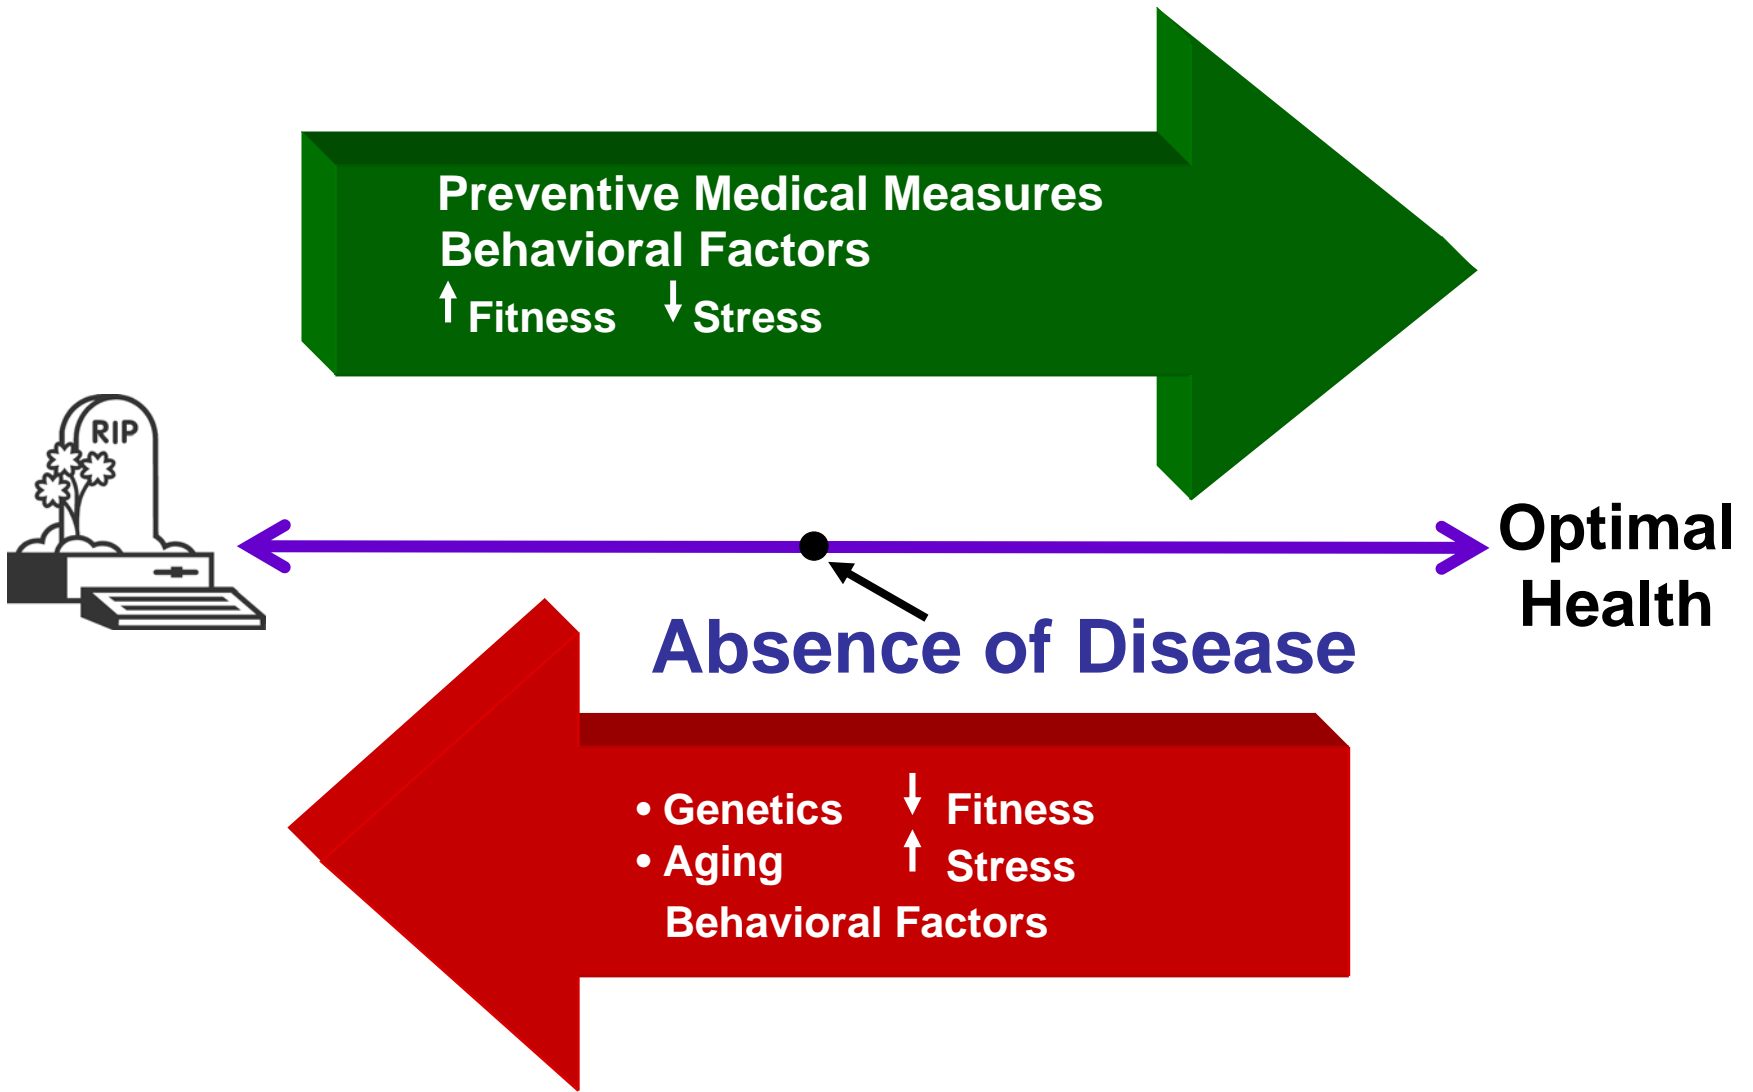 Preventive Medical Measures
Behavioral Factors
↑ Fitness ↓ Stress
RIP
Optimal
Health
Absence of Disease
• Genetics ↓ Fitness
• Aging ↑ Stress
Behavioral Factors